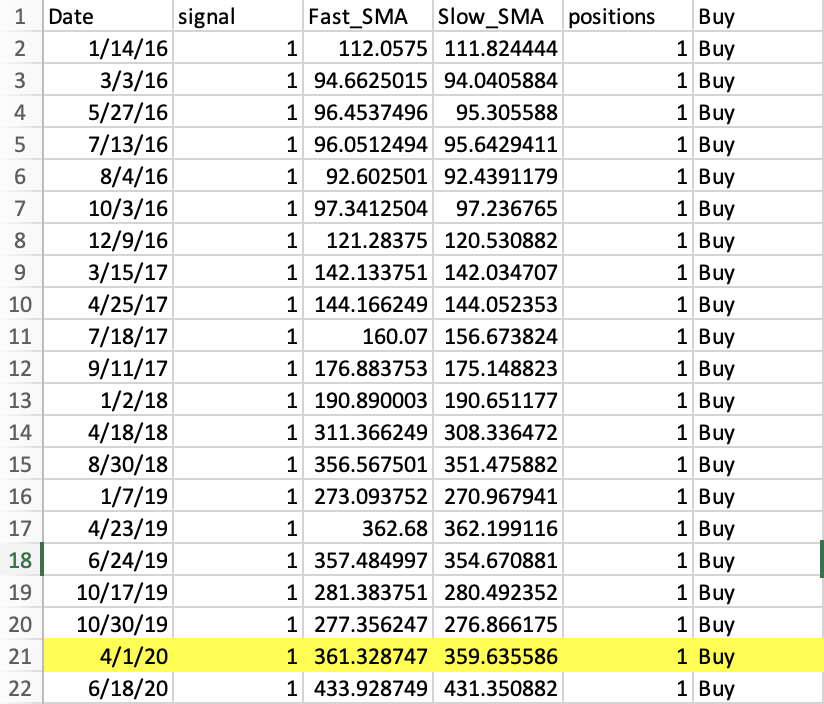 1 Date signal Fast_SMA Slow_SMA positions Buy
2 1/14/16 1 112.0575 111.824444 1 Buy
3 3/3/16 1 94.6625015 94.0405884 1 Buy
4 5/27/16 1 96.4537496 95.305588 1 Buy
5 7/13/16 1 96.0512494 95.6429411 1 Buy
6 8/4/16 1 92.602501 92.4391179 1 Buy
7 10/3/16 1 97.3412504 97.236765 1 Buy
8 12/9/16 1 121.28375 120.530882 1 Buy
9 3/15/17 1 142.133751 142.034707 1 Buy
10 4/25/17 1 144.166249 144.052353 1 Buy
11 7/18/17 1 160.07 156.673824 1 Buy
12 9/11/17 1 176.883753 175.148823 1 Buy
13 1/2/18 1 190.890003 190.651177 1 Buy
14 4/18/18 1 311.366249 308.336472 1 Buy
15 8/30/18 1 356.567501 351.475882 1 Buy
16 1/7/19 1 273.093752 270.967941 1 Buy
17 4/23/19 1 362.68 362.199116 1 Buy
18 6/24/19 1 357.484997 354.670881 1 Buy
19 10/17/19 1 281.383751 280.492352 1 Buy
20 10/30/19 1 277.356247 276.866175 1 Buy
21 4/1/20 1 361.328747 359.635586 1 Buy
22 6/18/20 1 433.928749 431.350882 1 Buy